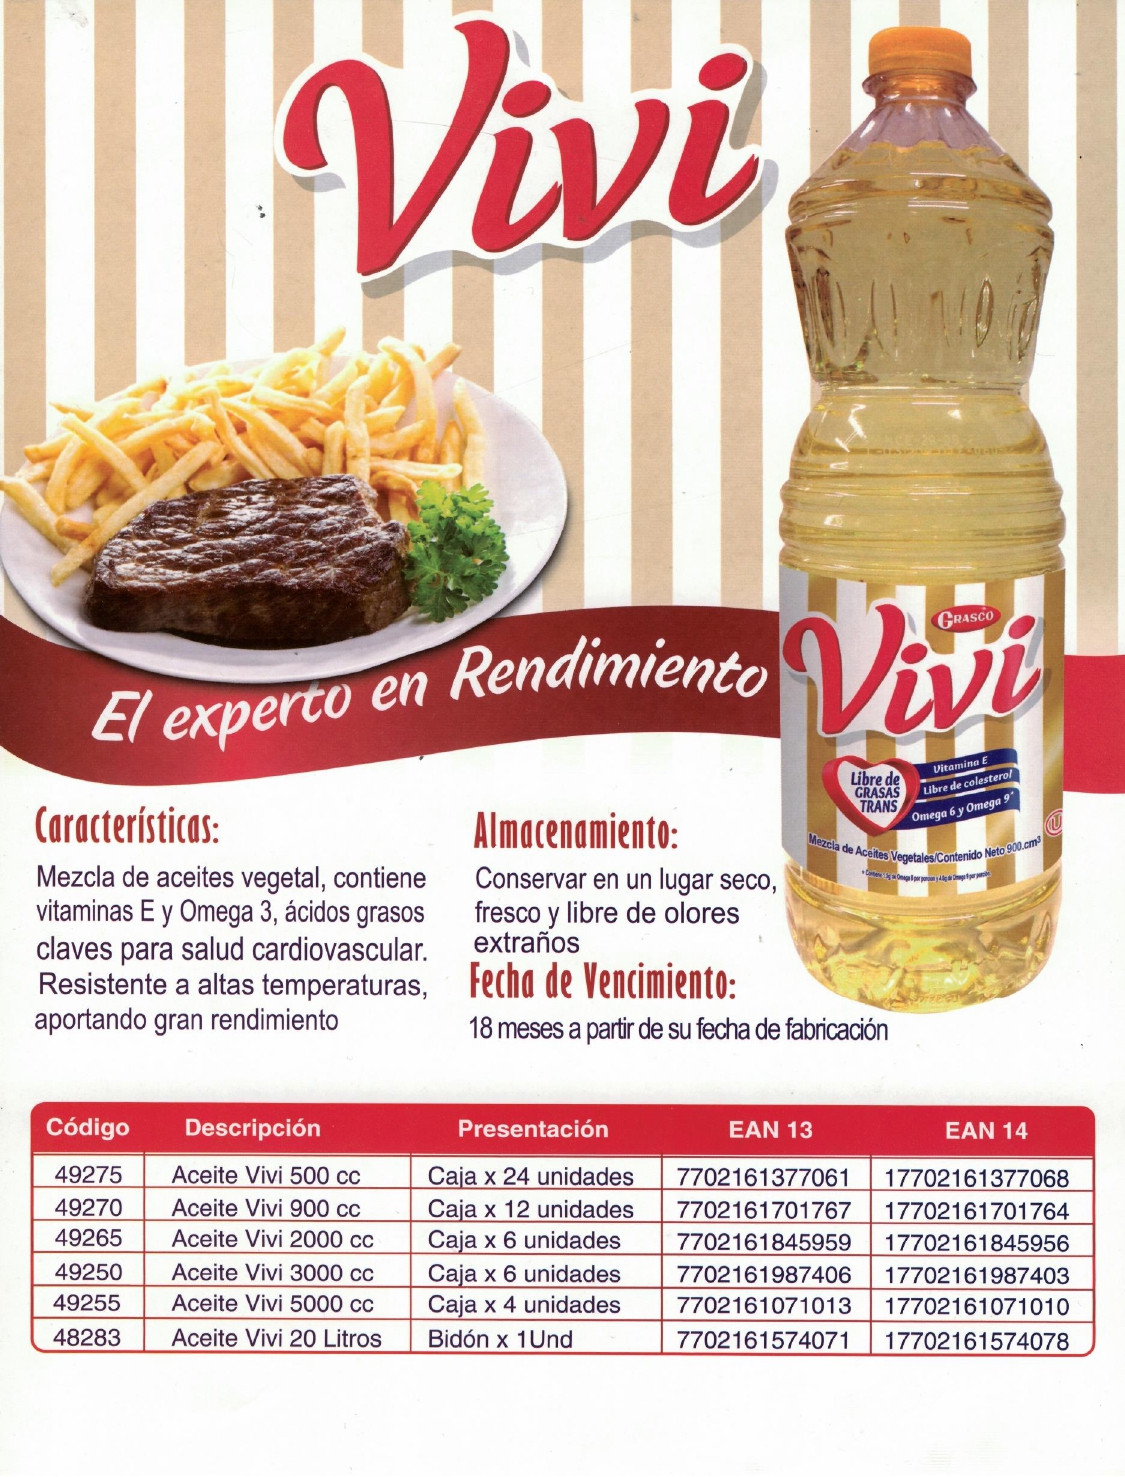 Vivi
El experto en Rendimiento
GRASCO
Vivi
Libre de
GRASAS
TRANS
Vitamina E
Libre de colesterol
Omega 6 y Omega 9*
Mezcla de Aceites Vegetales/Contenido Neto 900.cm³
U
Características:
Mezcla de aceites vegetal, contiene
vitaminas E y Omega 3, ácidos grasos
claves para salud cardiovascular.
Resistente a altas temperaturas,
aportando gran rendimiento
Almacenamiento:
Conservar en un lugar seco,
fresco y libre de olores
extraños
Fecha de Vencimiento:
18 meses a partir de su fecha de fabricación
Código Descripción Presentación EAN 13 EAN 14
49275 Aceite Vivi 500 cc Caja x 24 unidades 7702161377061 17702161377068
49270 Aceite Vivi 900 cc Caja x 12 unidades 7702161701767 17702161701764
49265 Aceite Vivi 2000 cc Caja x 6 unidades 7702161845959 17702161845956
49250 Aceite Vivi 3000 cc Caja x 6 unidades 7702161987406 17702161987403
49255 Aceite Vivi 5000 cc Caja x 4 unidades 7702161071013 17702161071010
48283 Aceite Vivi 20 Litros Bidón x 1Und 7702161574071 17702161574078